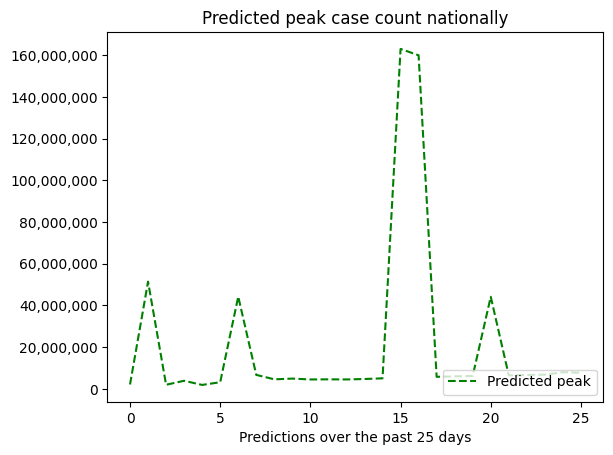 Predicted peak case count nationally
160,000,000
140,000,000
120,000,000
100,000,000
80,000,000
60,000,000
40,000,000
20,000,000
0
Predicted peak
0 5 10 15 20 25
Predictions over the past 25 days